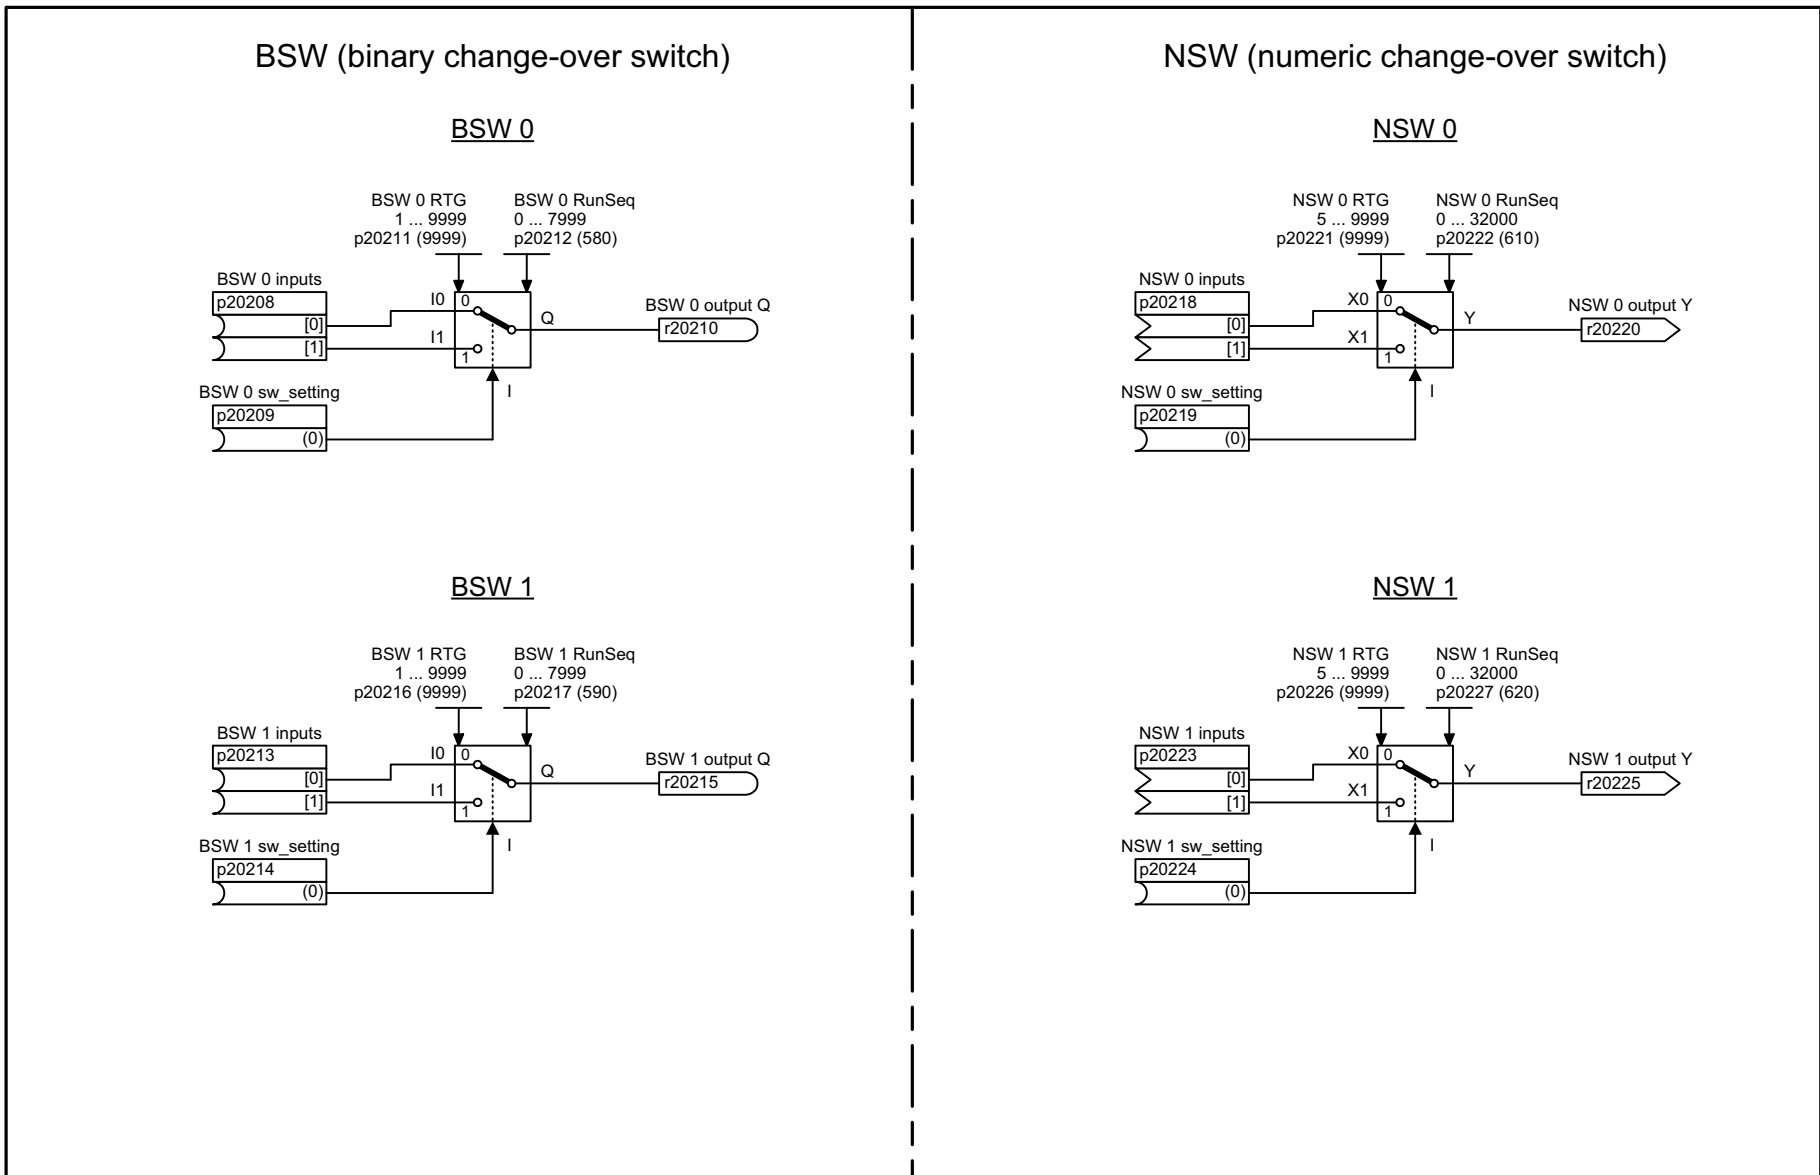 BSW (binary change-over switch)
BSW 0
BSW 0 RTG
1 ... 9999
p20211 (9999)
BSW 0 RunSeq
0 ... 7999
p20212 (580)
BSW 0 inputs
p20208
[0]
[1]
I0
I1
0
1
Q
I
BSW 0 output Q
r20210
BSW 0 sw_setting
p20209
(0)
BSW 1
BSW 1 RTG
1 ... 9999
p20216 (9999)
BSW 1 RunSeq
0 ... 7999
p20217 (590)
BSW 1 inputs
p20213
[0]
[1]
I0
I1
0
1
Q
I
BSW 1 output Q
r20215
BSW 1 sw_setting
p20214
(0)
NSW (numeric change-over switch)
NSW 0
NSW 0 RTG
5 ... 9999
p20221 (9999)
NSW 0 RunSeq
0 ... 32000
p20222 (610)
NSW 0 inputs
p20218
[0]
[1]
X0
X1
0
1
Y
I
NSW 0 output Y
r20220
NSW 0 sw_setting
p20219
(0)
NSW 1
NSW 1 RTG
5 ... 9999
p20226 (9999)
NSW 1 RunSeq
0 ... 32000
p20227 (620)
NSW 1 inputs
p20223
[0]
[1]
X0
X1
0
1
Y
I
NSW 1 output Y
r20225
NSW 1 sw_setting
p20224
(0)